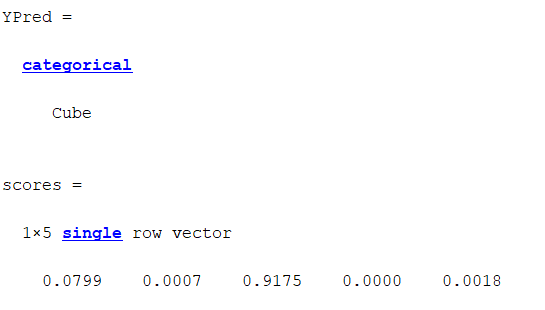 YPred =
categorical
Cube
scores =
1×5 single row vector
0.0799 0.0007 0.9175 0.0000 0.0018